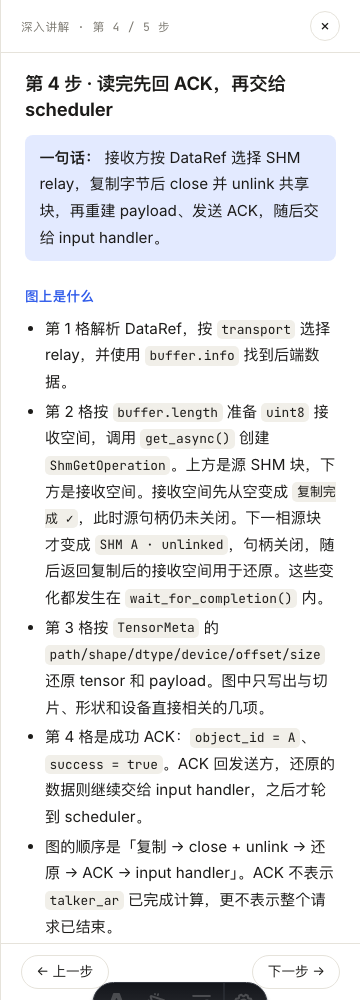 深入讲解 · 第 4 / 5 步
×
第 4 步 · 读完先回 ACK，再交给
scheduler
一句话： 接收方按 DataRef 选择 SHM
relay，复制字节后 close 并 unlink 共享
块，再重建 payload、发送 ACK，随后交
给 input handler。
图上是什么
• 第 1 格解析 DataRef，按 transport 选择
relay，并使用 buffer.info 找到后端数
据。
• 第 2 格按 buffer.length 准备 uint8 接
收空间，调用 get_async() 创建
ShmGetOperation。上方是源 SHM 块，下
方是接收空间。接收空间先从空变成 复制完
成 ✓，此时源句柄仍未关闭。下一相源块
才变成 SHM A · unlinked，句柄关闭，随
后返回复制后的接收空间用于还原。这些变
化都发生在 wait_for_completion() 内。
• 第 3 格按 TensorMeta 的
path/shape/dtype/device/offset/size
还原 tensor 和 payload。图中只写出与切
片、形状和设备直接相关的几项。
• 第 4 格是成功 ACK：object_id = A、
success = true。ACK 回发送方，还原的
数据则继续交给 input handler，之后才轮
到 scheduler。
• 图的顺序是「复制 → close + unlink → 还
原 → ACK → input handler」。ACK 不表示
talker_ar 已完成计算，更不表示整个请
求已结束。
← 上一步
下一步 →